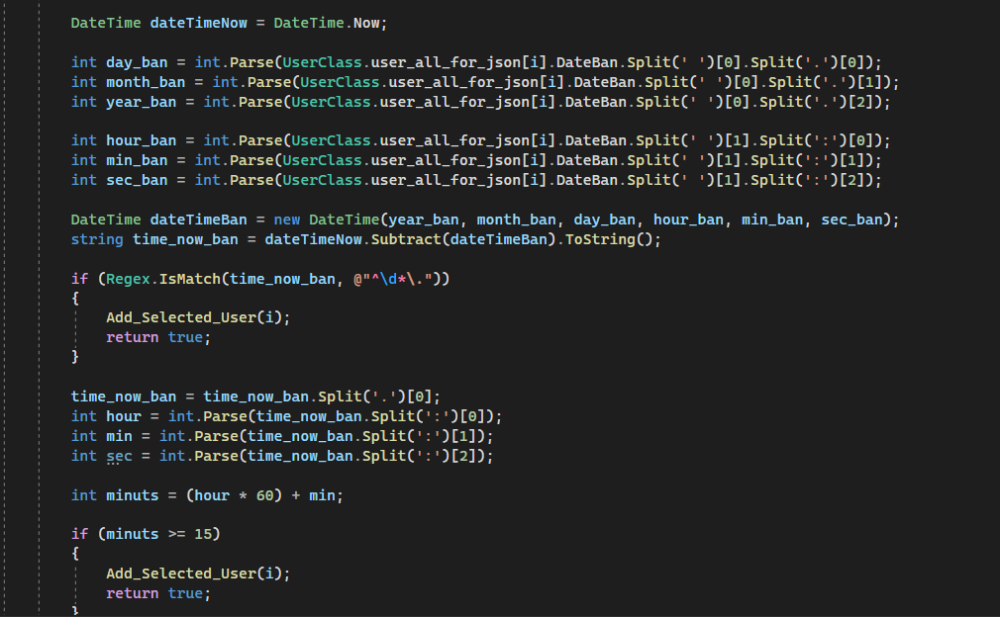 DateTime dateTimeNow = DateTime.Now;
int day_ban = int.Parse(UserClass.user_all_for_json[i].DateBan.Split(' ')[0].Split('.')[0]);
int month_ban = int.Parse(UserClass.user_all_for_json[i].DateBan.Split(' ')[0].Split('.')[1]);
int year_ban = int.Parse(UserClass.user_all_for_json[i].DateBan.Split(' ')[0].Split('.')[2]);
int hour_ban = int.Parse(UserClass.user_all_for_json[i].DateBan.Split(' ')[1].Split(':')[0]);
int min_ban = int.Parse(UserClass.user_all_for_json[i].DateBan.Split(' ')[1].Split(':')[1]);
int sec_ban = int.Parse(UserClass.user_all_for_json[i].DateBan.Split(' ')[1].Split(':')[2]);
DateTime dateTimeBan = new DateTime(year_ban, month_ban, day_ban, hour_ban, min_ban, sec_ban);
string time_now_ban = dateTimeNow.Subtract(dateTimeBan).ToString();
if (Regex.IsMatch(time_now_ban, @"^\d*\."))
{
Add_Selected_User(i);
return true;
}
time_now_ban = time_now_ban.Split('.')[0];
int hour = int.Parse(time_now_ban.Split(':')[0]);
int min = int.Parse(time_now_ban.Split(':')[1]);
int sec = int.Parse(time_now_ban.Split(':')[2]);
int minuts = (hour * 60) + min;
if (minuts >= 15)
{
Add_Selected_User(i);
return true;
}